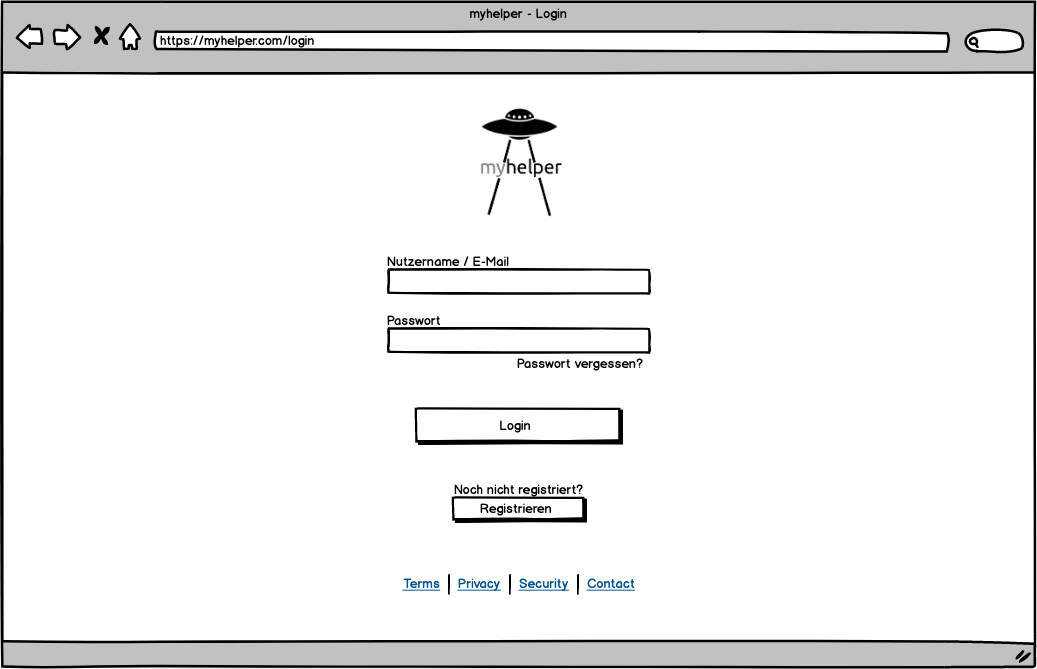 myhelper - Login
https://myhelper.com/login
myhelper
Nutzername / E-Mail
Passwort
Passwort vergessen?
Login
Noch nicht registriert?
Registrieren
Terms | Privacy | Security | Contact